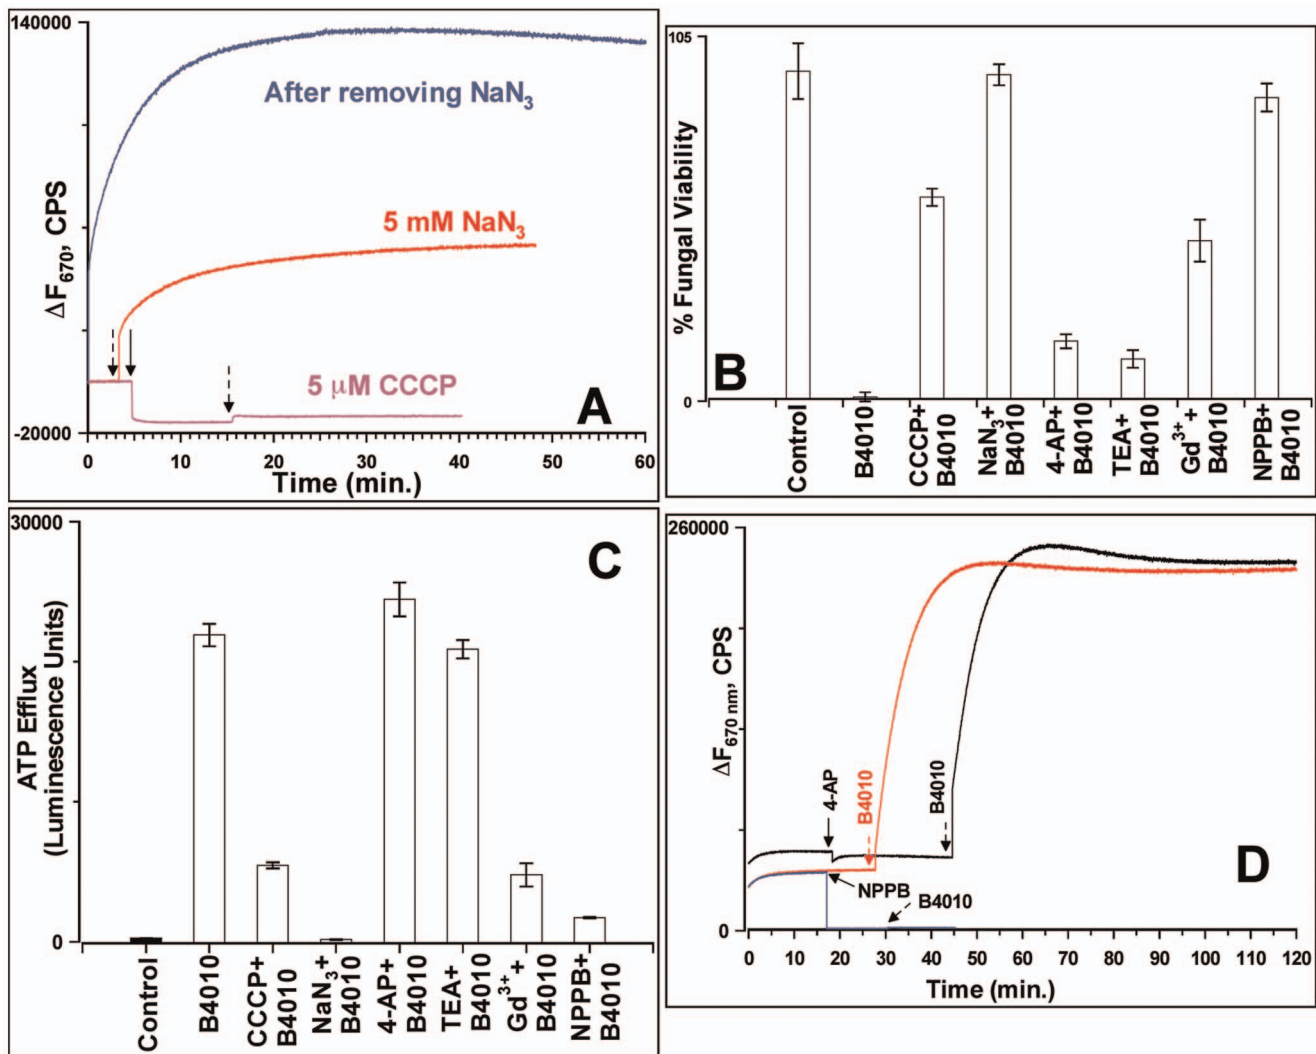 140000
After removing NaN₃
5 mM NaN₃
5 μM CCCP
A
-20000
0 10 20 30 40 50 60
Time (min.)
ΔF₆₇₀, CPS
105
% Fungal Viability
B
0
Control
B4010
CCCP+
B4010
NaN₃+
B4010
4-AP+
B4010
TEA+
B4010
Gd³⁺+
B4010
NPPB+
B4010
30000
C
ATP Efflux
(Luminescence Units)
0
Control
B4010
CCCP+
B4010
NaN₃+
B4010
4-AP+
B4010
TEA+
B4010
Gd³⁺+
B4010
NPPB+
B4010
260000
ΔF₆₇₀ ₙₘ, CPS
4-AP
B4010
B4010
NPPB
B4010
D
0
0 10 20 30 40 50 60 70 80 90 100 110 120
Time (min.)